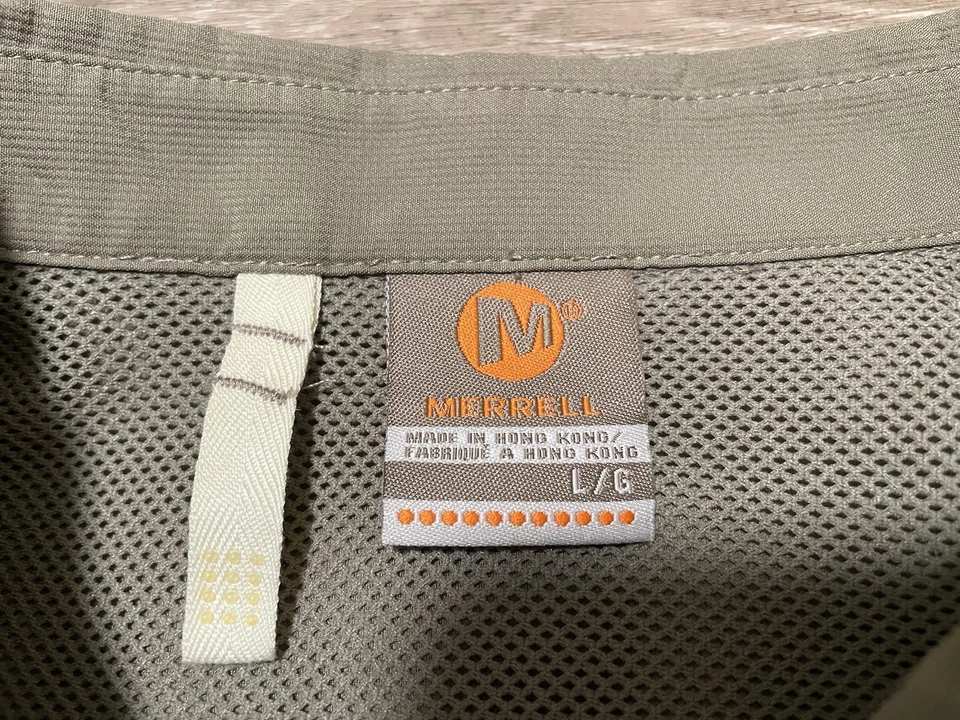 M®
MERRELL
MADE IN HONG KONG/
FABRIQUÉ A HONG KONG
L/G